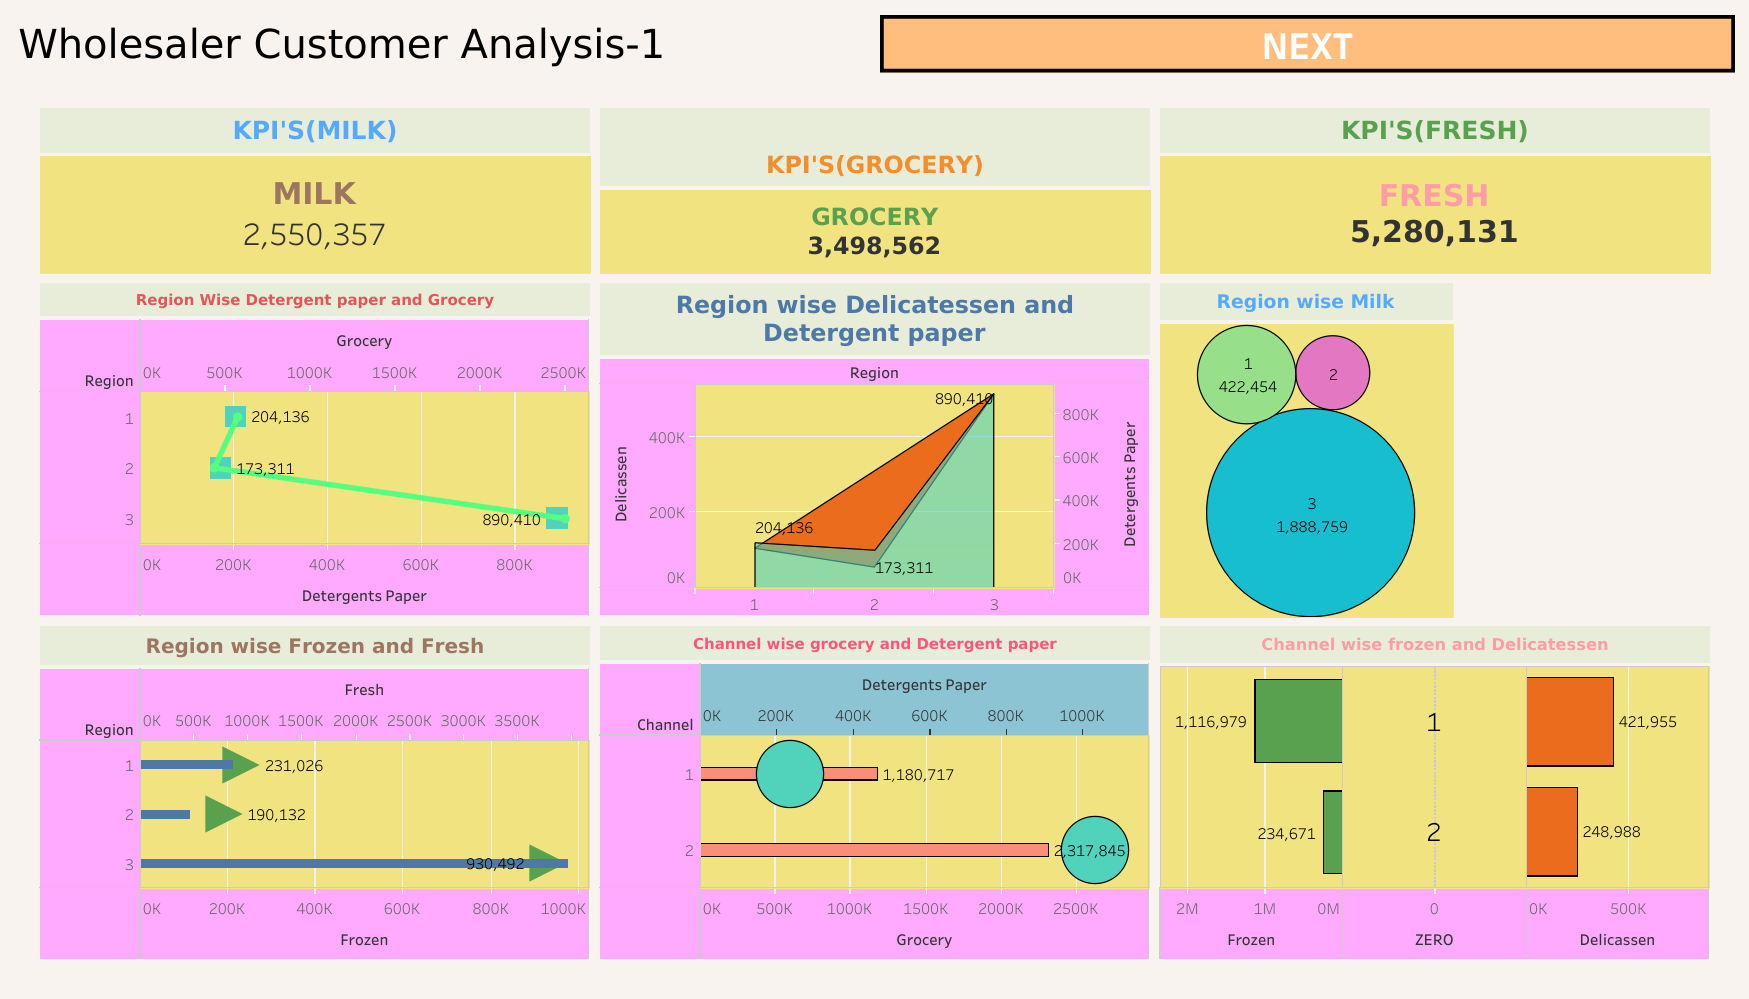 Wholesaler Customer Analysis-1
NEXT
KPI'S(MILK)
MILK
2,550,357
KPI'S(GROCERY)
GROCERY
3,498,562
KPI'S(FRESH)
FRESH
5,280,131
Region Wise Detergent paper and Grocery
Grocery
Region
0K 500K 1000K 1500K 2000K 2500K
1 204,136
2 173,311
3 890,410
0K 200K 400K 600K 800K
Detergents Paper
Region wise Delicatessen and
Detergent paper
Region
Delicassen
400K
200K
0K
890,410
204,136
173,311
800K
600K
400K
200K
0K
Detergents Paper
1 2 3
Region wise Milk
1
422,454
2
3
1,888,759
Region wise Frozen and Fresh
Fresh
Region
0K 500K 1000K 1500K 2000K 2500K 3000K 3500K
1 231,026
2 190,132
3 930,492
0K 200K 400K 600K 800K 1000K
Frozen
Channel wise grocery and Detergent paper
Detergents Paper
Channel
0K 200K 400K 600K 800K 1000K
1 1,180,717
2 2,317,845
0K 500K 1000K 1500K 2000K 2500K
Grocery
Channel wise frozen and Delicatessen
1,116,979 1 421,955
234,671 2 248,988
2M 1M 0M 0 0K 500K
Frozen ZERO Delicassen